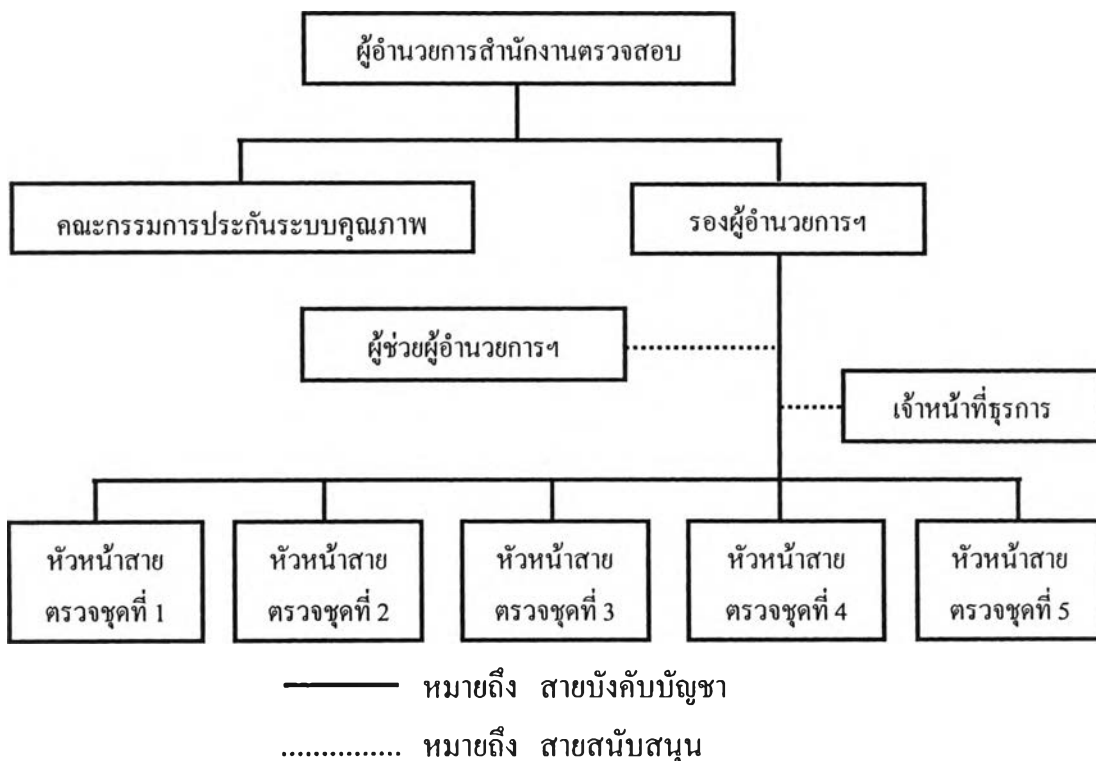 ผู้อำนวยการสำนักงานตรวจสอบ
คณะกรรมการประกันระบบคุณภาพ
รองผู้อำนวยการฯ
ผู้ช่วยผู้อำนวยการฯ
เจ้าหน้าที่ธุรการ
หัวหน้าสาย
ตรวจชุดที่ 1
หัวหน้าสาย
ตรวจชุดที่ 2
หัวหน้าสาย
ตรวจชุดที่ 3
หัวหน้าสาย
ตรวจชุดที่ 4
หัวหน้าสาย
ตรวจชุดที่ 5
หมายถึง สายบังคับบัญชา
หมายถึง สายสนับสนุน